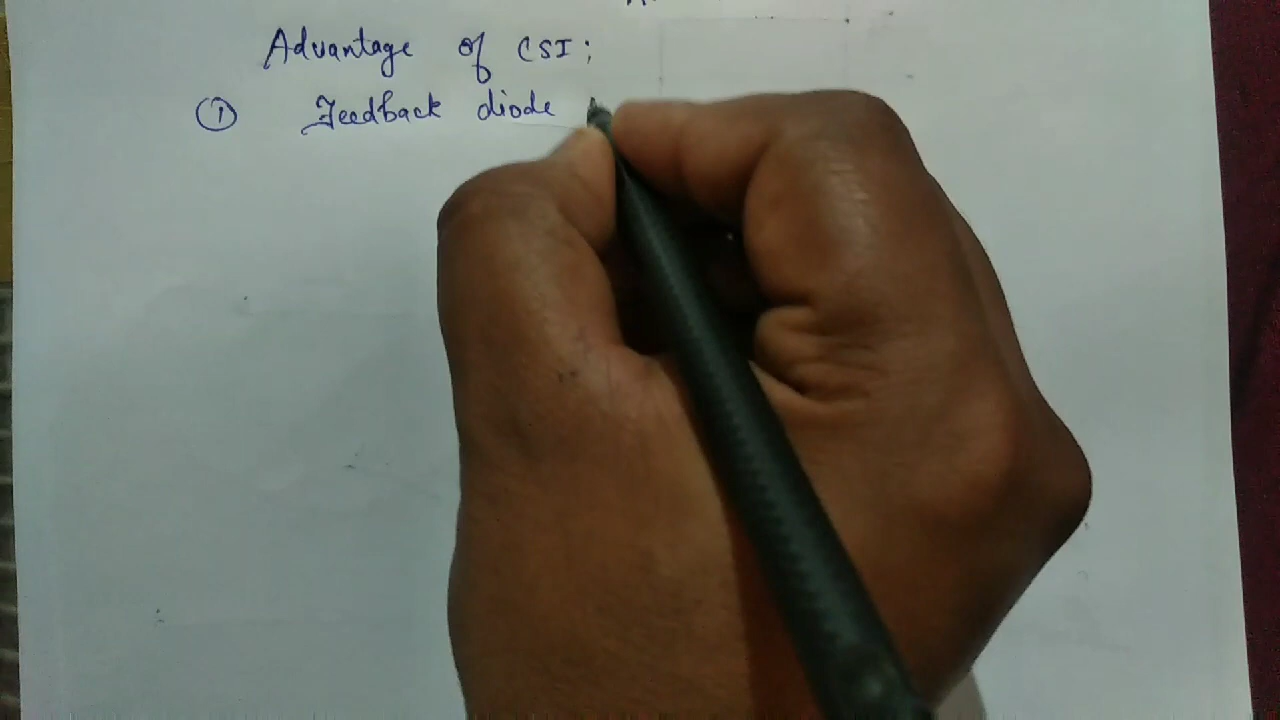 Advantage of CSI;
① Feedback diode